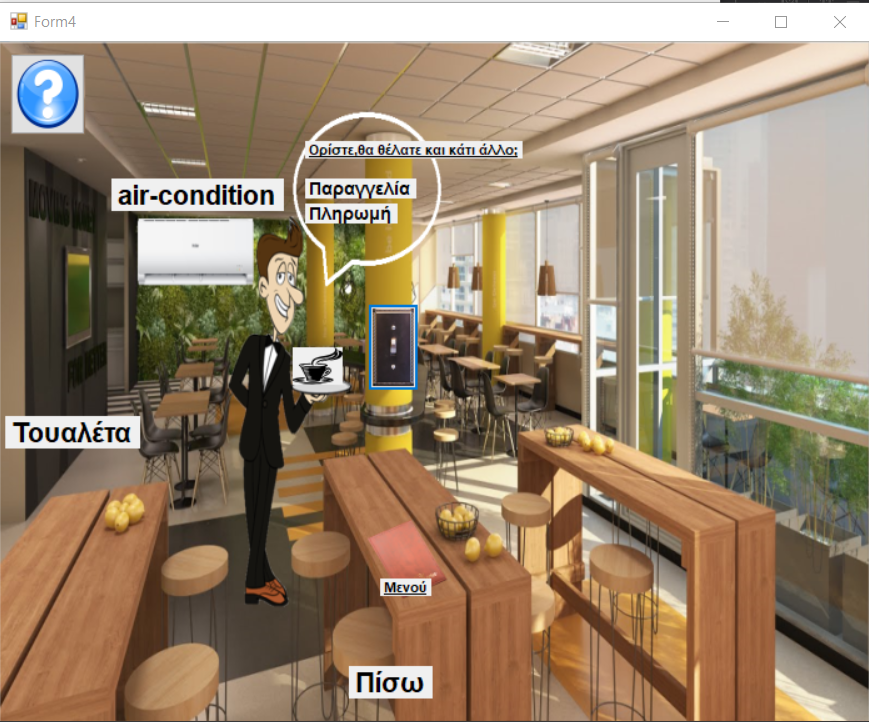 Form4
Ορίστε,θα θέλατε και κάτι άλλο;
air-condition
Παραγγελία
Πληρωμή
Τουαλέτα
Μενού
Πίσω